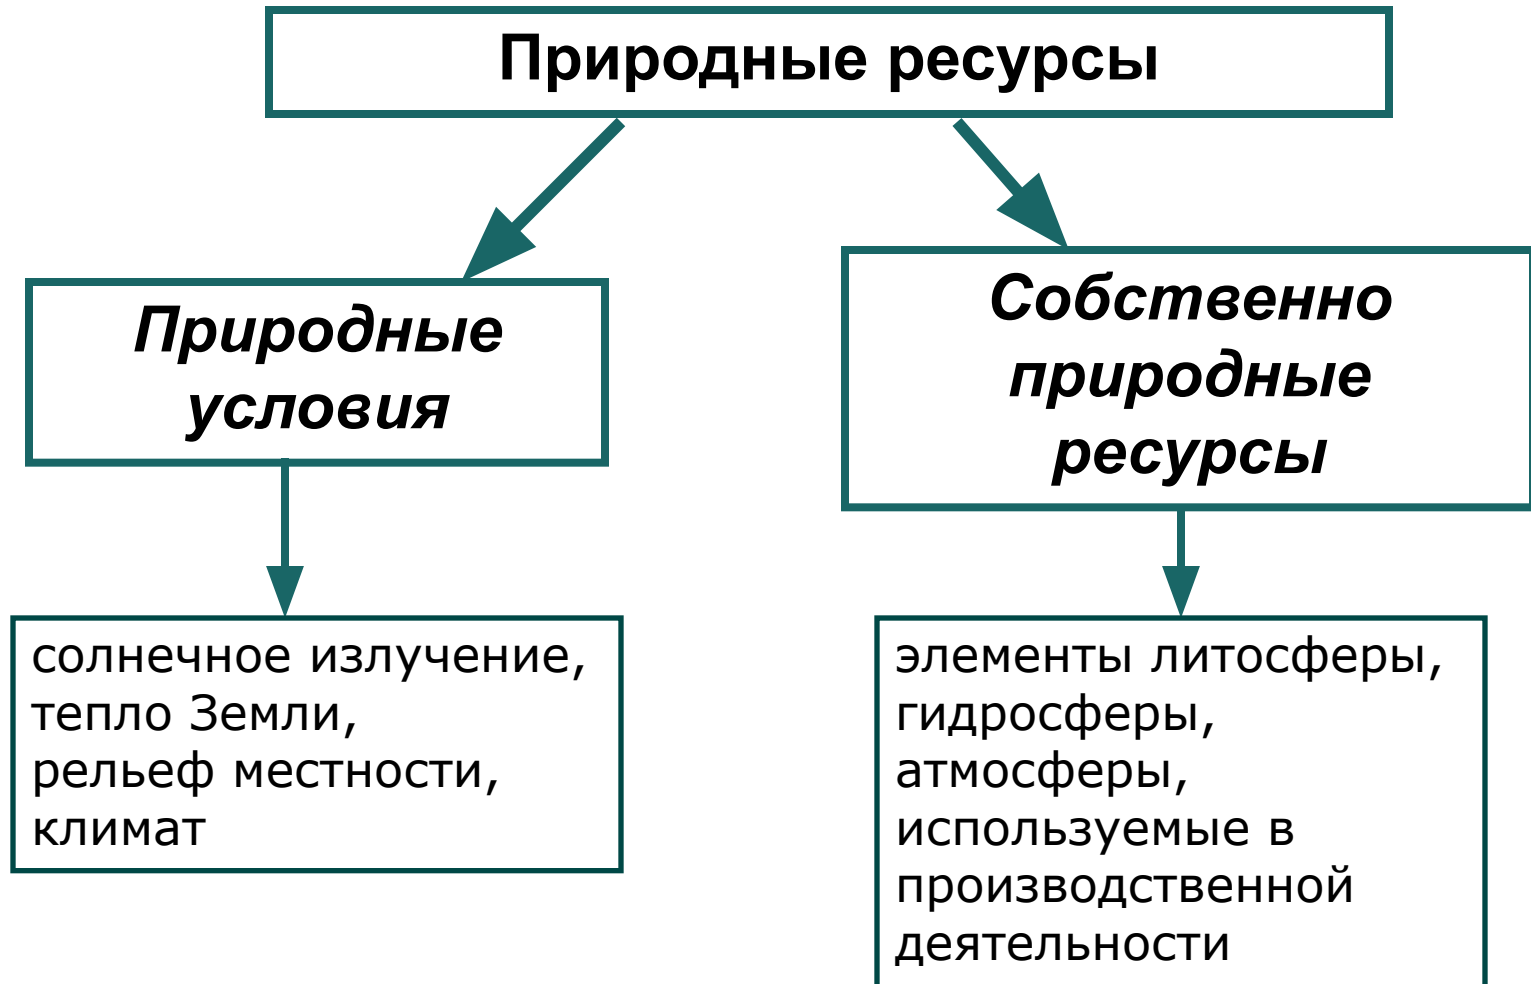 Природные ресурсы
Природные
условия
Собственно
природные
ресурсы
солнечное излучение,
тепло Земли,
рельеф местности,
климат
элементы литосферы,
гидросферы,
атмосферы,
используемые в
производственной
деятельности